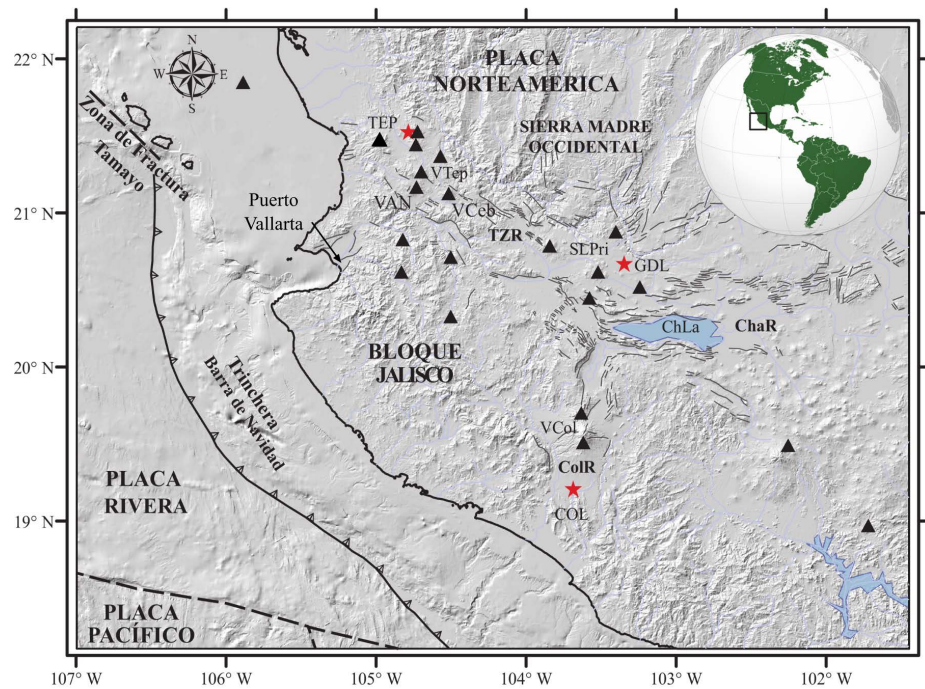 22° N
21° N
20° N
19° N
107° W
106° W
105° W
104° W
103° W
102° W
N
W
E
S
Zona de Fractura
Tamayo
PLACA
NORTEAMERICA
SIERRA MADRE
OCCIDENTAL
TEP
VTep
VAN
VCeb
Puerto
Vallarta
TZR
SLPri
GDL
ChLa
ChaR
BLOQUE
JALISCO
Trinchera
Barra de Navidad
VCol
ColR
COL
PLACA
RIVERA
PLACA
PACÍFICO